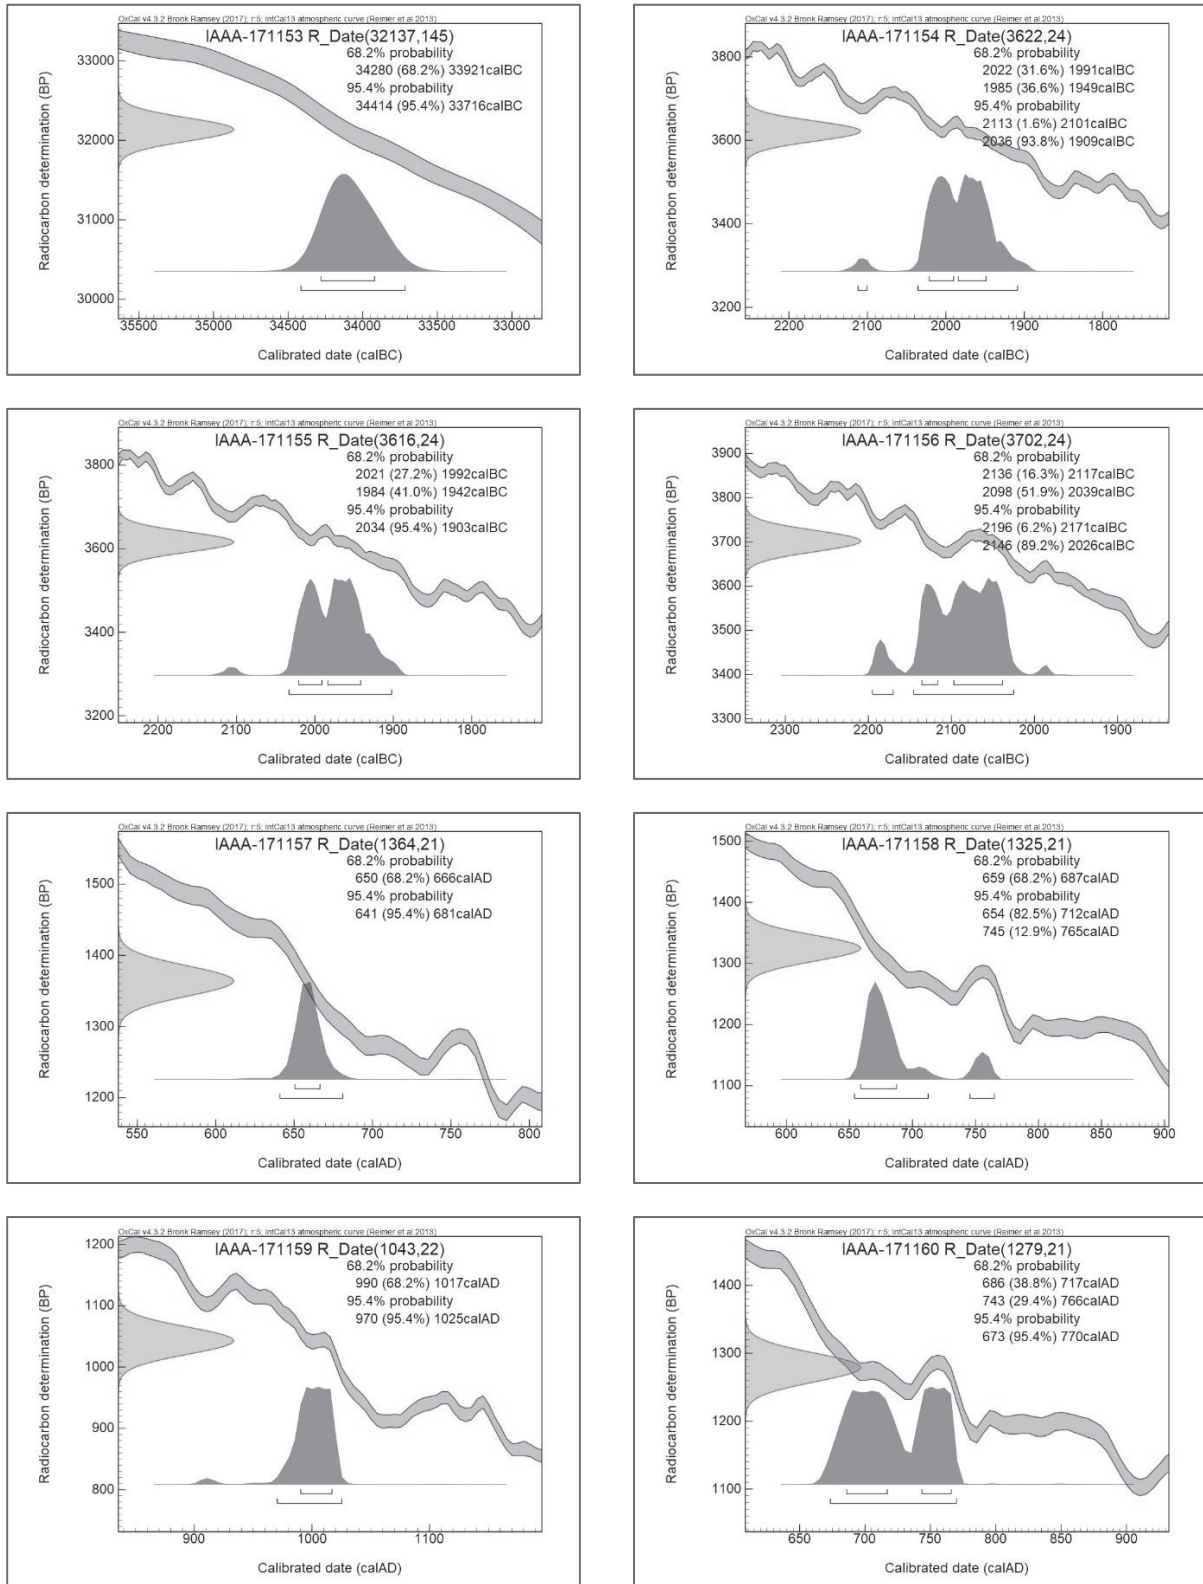 OxCal v4.3.2 Bronk Ramsey (2017); r:5; IntCal13 atmospheric curve (Reimer et al 2013)
IAAA-171153 R_Date(32137,145)
68.2% probability
34280 (68.2%) 33921calBC
95.4% probability
34414 (95.4%) 33716calBC
Radiocarbon determination (BP)
33000
32000
31000
30000
35500 35000 34500 34000 33500 33000
Calibrated date (calBC)
OxCal v4.3.2 Bronk Ramsey (2017); r:5; IntCal13 atmospheric curve (Reimer et al 2013)
IAAA-171154 R_Date(3622,24)
68.2% probability
2022 (31.6%) 1991calBC
1985 (36.6%) 1949calBC
95.4% probability
2113 (1.6%) 2101calBC
2036 (93.8%) 1909calBC
Radiocarbon determination (BP)
3800
3600
3400
3200
2200 2100 2000 1900 1800
Calibrated date (calBC)
OxCal v4.3.2 Bronk Ramsey (2017); r:5; IntCal13 atmospheric curve (Reimer et al 2013)
IAAA-171155 R_Date(3616,24)
68.2% probability
2021 (27.2%) 1992calBC
1984 (41.0%) 1942calBC
95.4% probability
2034 (95.4%) 1903calBC
Radiocarbon determination (BP)
3800
3600
3400
3200
2200 2100 2000 1900 1800
Calibrated date (calBC)
OxCal v4.3.2 Bronk Ramsey (2017); r:5; IntCal13 atmospheric curve (Reimer et al 2013)
IAAA-171156 R_Date(3702,24)
68.2% probability
2136 (16.3%) 2117calBC
2098 (51.9%) 2039calBC
95.4% probability
2196 (6.2%) 2171calBC
2146 (89.2%) 2026calBC
Radiocarbon determination (BP)
3900
3800
3700
3600
3500
3400
3300
2300 2200 2100 2000 1900
Calibrated date (calBC)
OxCal v4.3.2 Bronk Ramsey (2017); r:5; IntCal13 atmospheric curve (Reimer et al 2013)
IAAA-171157 R_Date(1364,21)
68.2% probability
650 (68.2%) 666calAD
95.4% probability
641 (95.4%) 681calAD
Radiocarbon determination (BP)
1500
1400
1300
1200
550 600 650 700 750 800
Calibrated date (calAD)
OxCal v4.3.2 Bronk Ramsey (2017); r:5; IntCal13 atmospheric curve (Reimer et al 2013)
IAAA-171158 R_Date(1325,21)
68.2% probability
659 (68.2%) 687calAD
95.4% probability
654 (82.5%) 712calAD
745 (12.9%) 765calAD
Radiocarbon determination (BP)
1500
1400
1300
1200
1100
600 650 700 750 800 850 900
Calibrated date (calAD)
OxCal v4.3.2 Bronk Ramsey (2017); r:5; IntCal13 atmospheric curve (Reimer et al 2013)
IAAA-171159 R_Date(1043,22)
68.2% probability
990 (68.2%) 1017calAD
95.4% probability
970 (95.4%) 1025calAD
Radiocarbon determination (BP)
1200
1100
1000
900
800
900 1000 1100
Calibrated date (calAD)
OxCal v4.3.2 Bronk Ramsey (2017); r:5; IntCal13 atmospheric curve (Reimer et al 2013)
IAAA-171160 R_Date(1279,21)
68.2% probability
686 (38.8%) 717calAD
743 (29.4%) 766calAD
95.4% probability
673 (95.4%) 770calAD
Radiocarbon determination (BP)
1400
1300
1200
1100
650 700 750 800 850 900
Calibrated date (calAD)